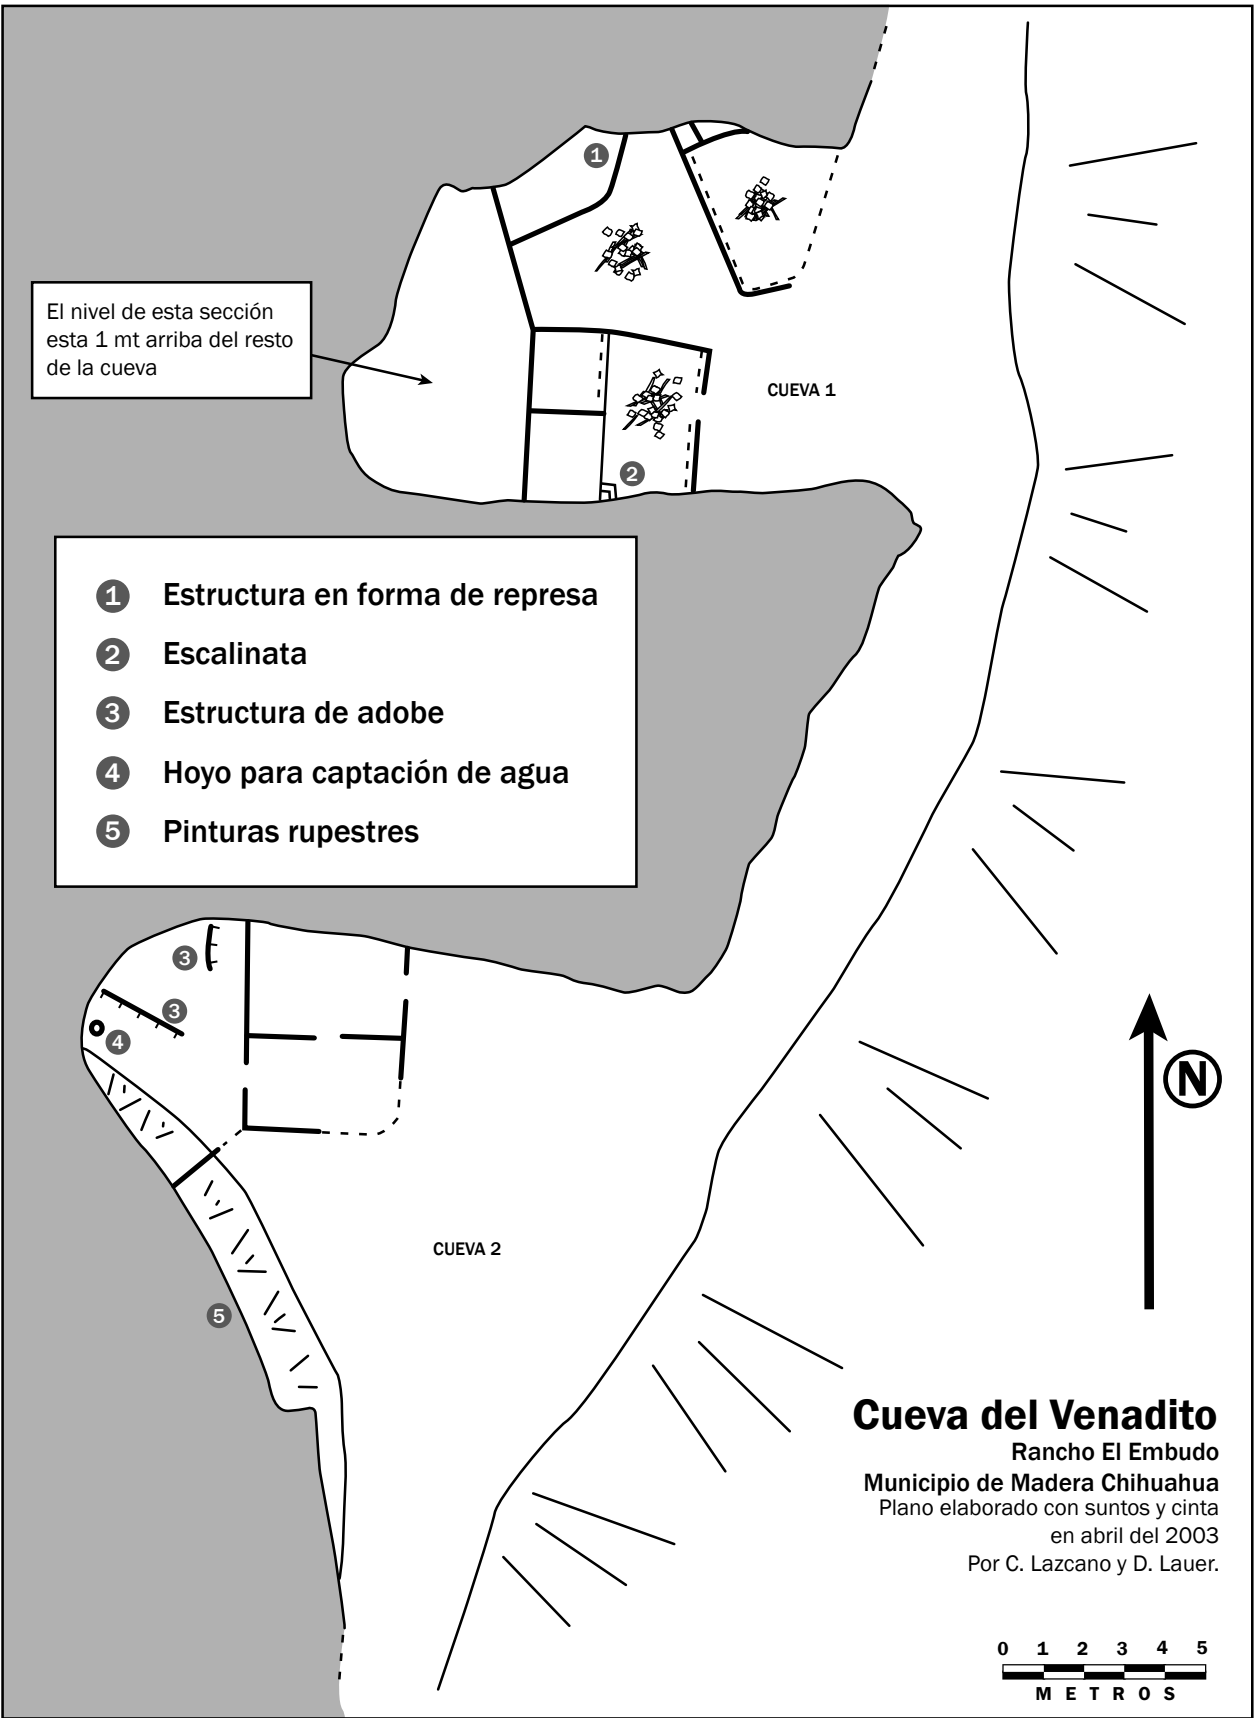 1
El nivel de esta sección
esta 1 mt arriba del resto
de la cueva
CUEVA 1
2
1 Estructura en forma de represa
2 Escalinata
3 Estructura de adobe
4 Hoyo para captación de agua
5 Pinturas rupestres
3
3
4
N
CUEVA 2
5
Cueva del Venadito
Rancho El Embudo
Municipio de Madera Chihuahua
Plano elaborado con suntos y cinta
en abril del 2003
Por C. Lazcano y D. Lauer.
0 1 2 3 4 5
METROS